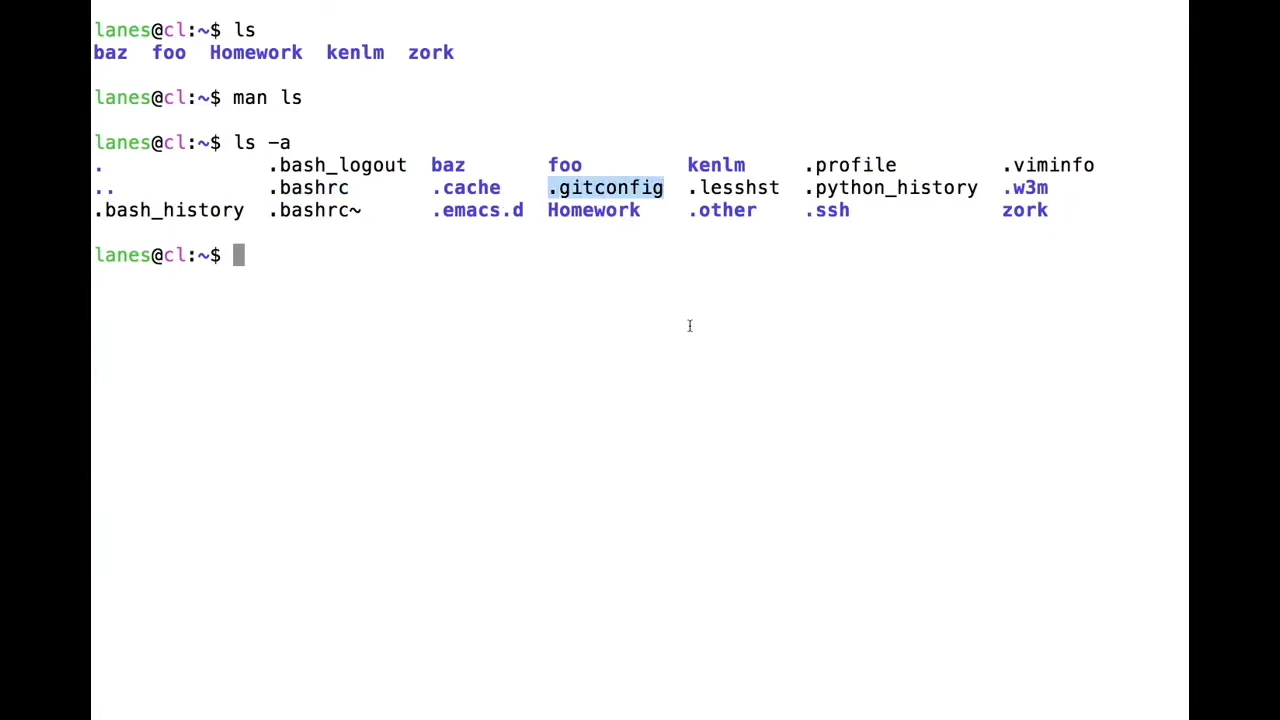 lanes@cl:~$ ls
baz  foo  Homework  kenlm  zork
lanes@cl:~$ man ls
lanes@cl:~$ ls -a
.               .bash_logout  baz       foo         kenlm     .profile         .viminfo
..              .bashrc       .cache    .gitconfig  .lesshst  .python_history  .w3m
.bash_history   .bashrc~      .emacs.d  Homework    .other    .ssh             zork
lanes@cl:~$